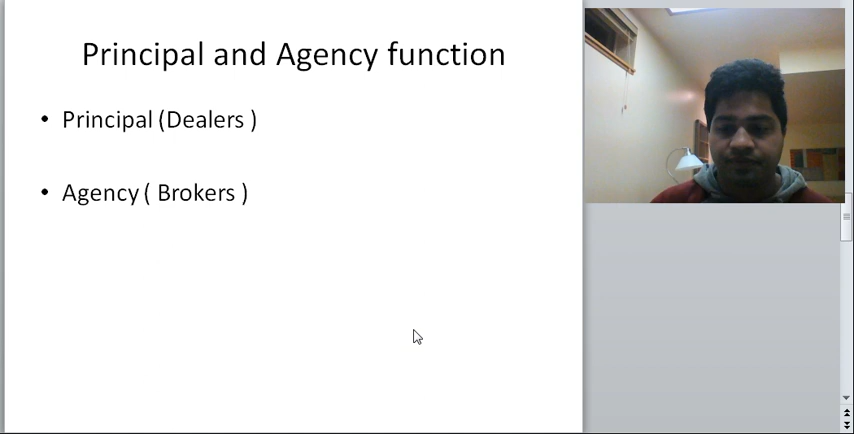 Principal and Agency function
• Principal (Dealers )
• Agency ( Brokers )